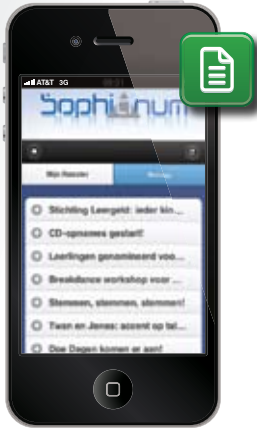 AT&T 3G
Sophianum
Mijn Rooster
Stichting Leergeld: ieder kin...
CD-opnames gestart!
Leerlingen genomineerd voo...
Breakdance workshop voor ...
Stemmen, stemmen, stemmen!
Twan en Jonas: accent op tal...
Doe Dagen komen er aan!